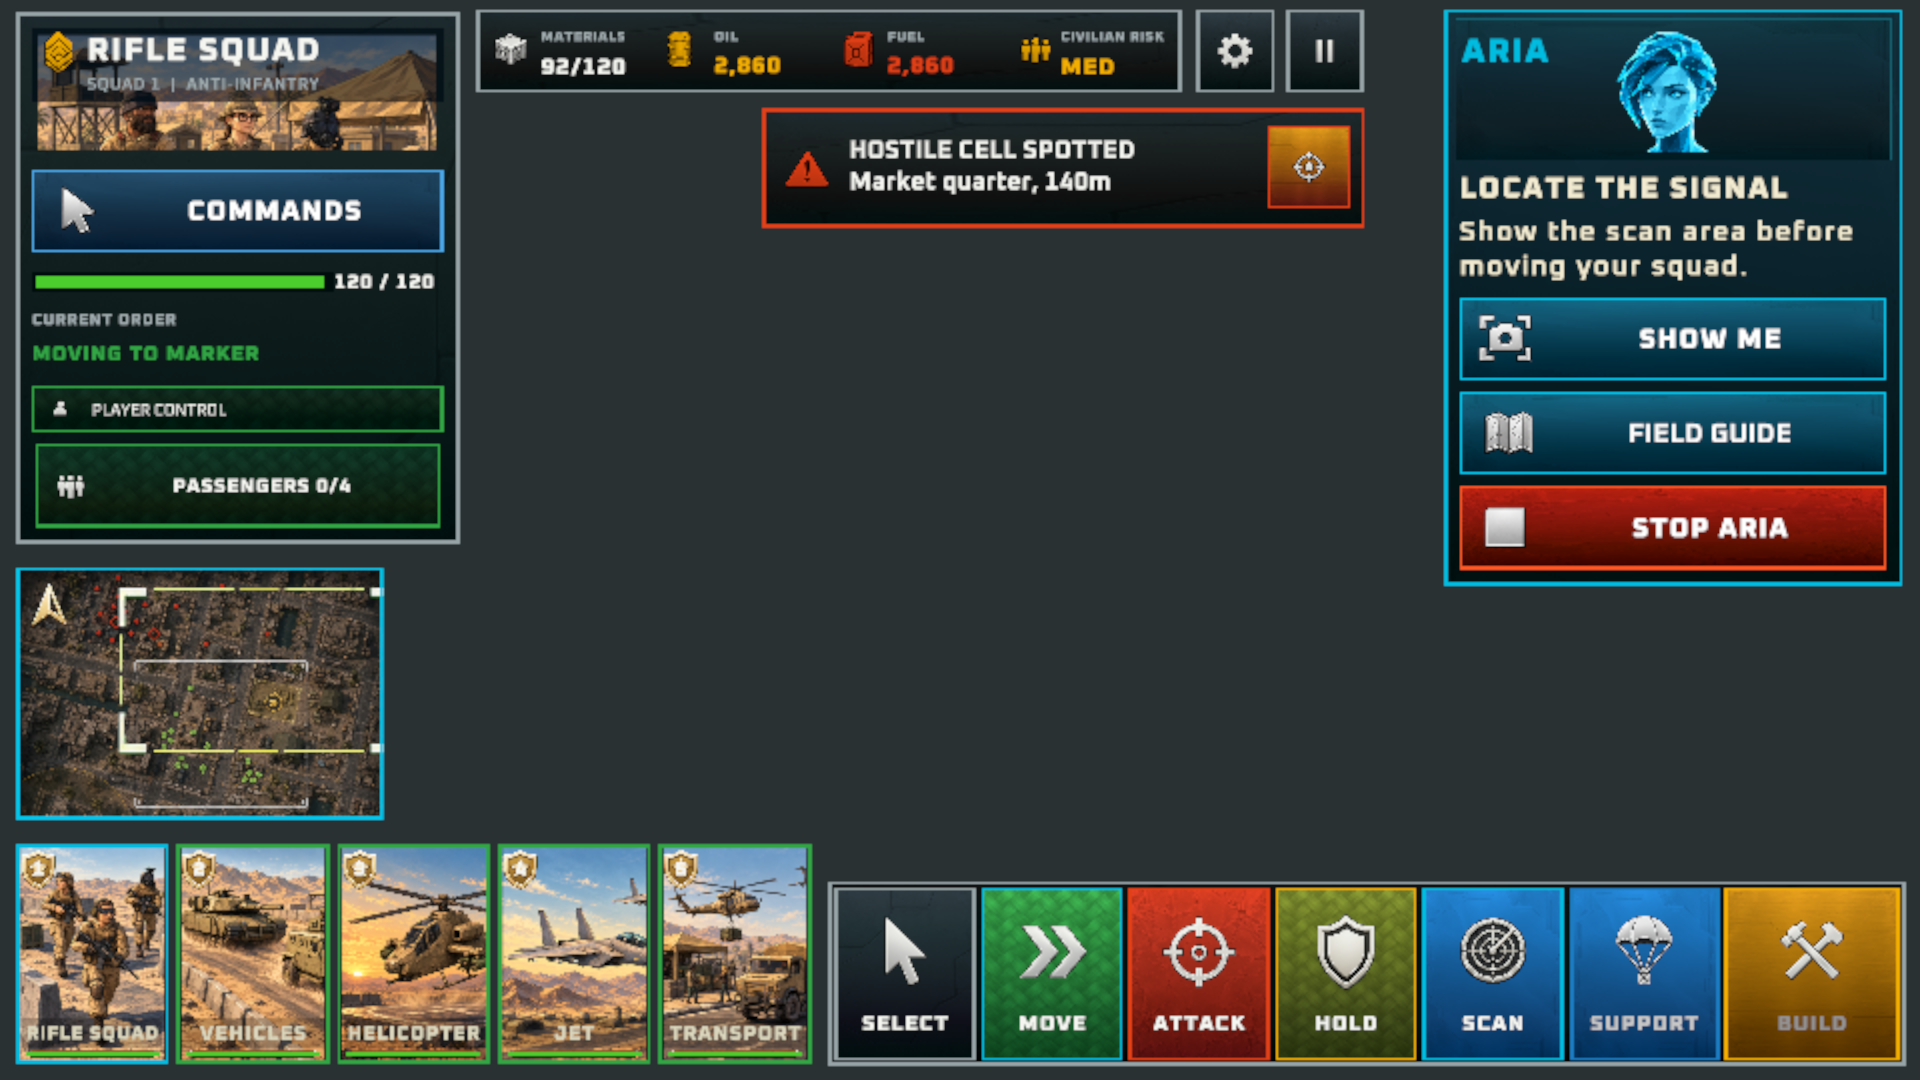 RIFLE SQUAD
SQUAD 1 | ANTI-INFANTRY
COMMANDS
120 / 120
CURRENT ORDER
MOVING TO MARKER
PLAYER CONTROL
PASSENGERS 0/4
MATERIALS
92/120
OIL
2,860
FUEL
2,860
CIVILIAN RISK
MED
HOSTILE CELL SPOTTED
Market quarter, 140m
ARIA
LOCATE THE SIGNAL
Show the scan area before
moving your squad.
SHOW ME
FIELD GUIDE
STOP ARIA
RIFLE SQUAD
VEHICLES
HELICOPTER
JET
TRANSPORT
SELECT
MOVE
ATTACK
HOLD
SCAN
SUPPORT
BUILD